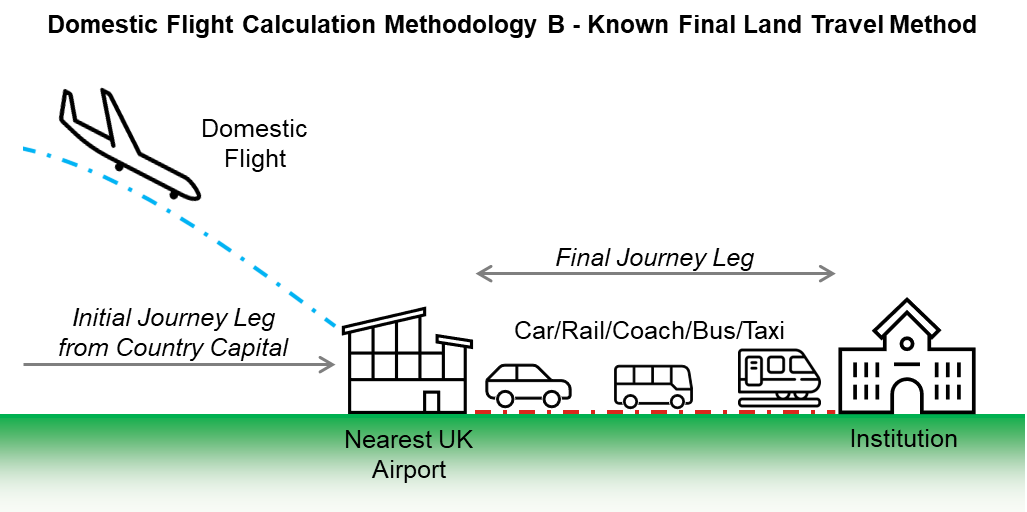 Domestic Flight Calculation Methodology B - Known Final Land Travel Method
Domestic
Flight
Final Journey Leg
Initial Journey Leg
from Country Capital
Car/Rail/Coach/Bus/Taxi
Nearest UK
Airport
Institution